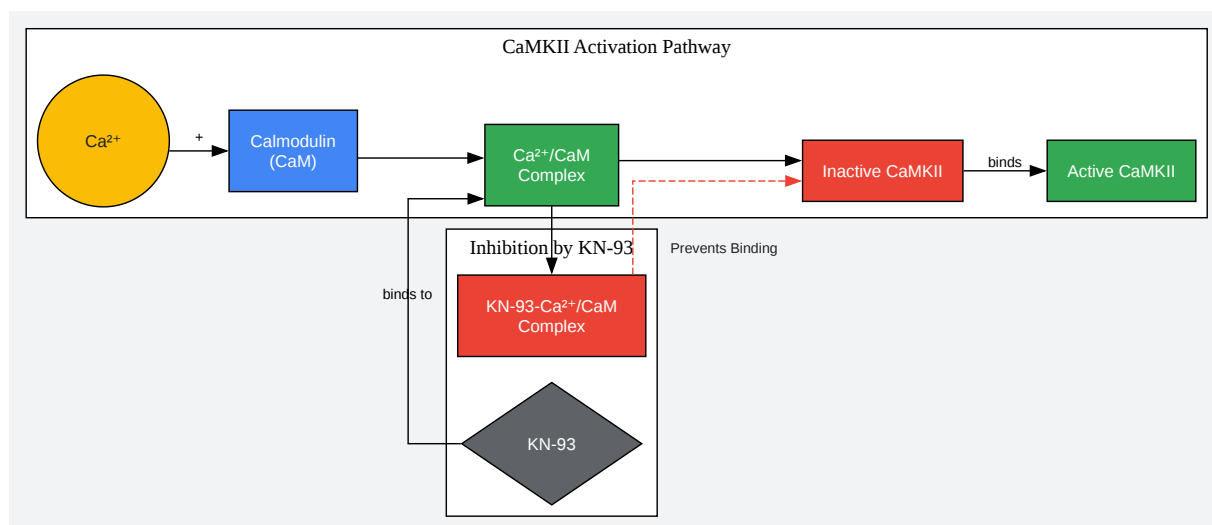 CaMKII Activation Pathway
Ca²⁺
+
Calmodulin
(CaM)
Ca²⁺/CaM
Complex
Inactive CaMKII
binds
Active CaMKII
Inhibition by KN-93
Prevents Binding
binds to
KN-93-Ca²⁺/CaM
Complex
KN-93